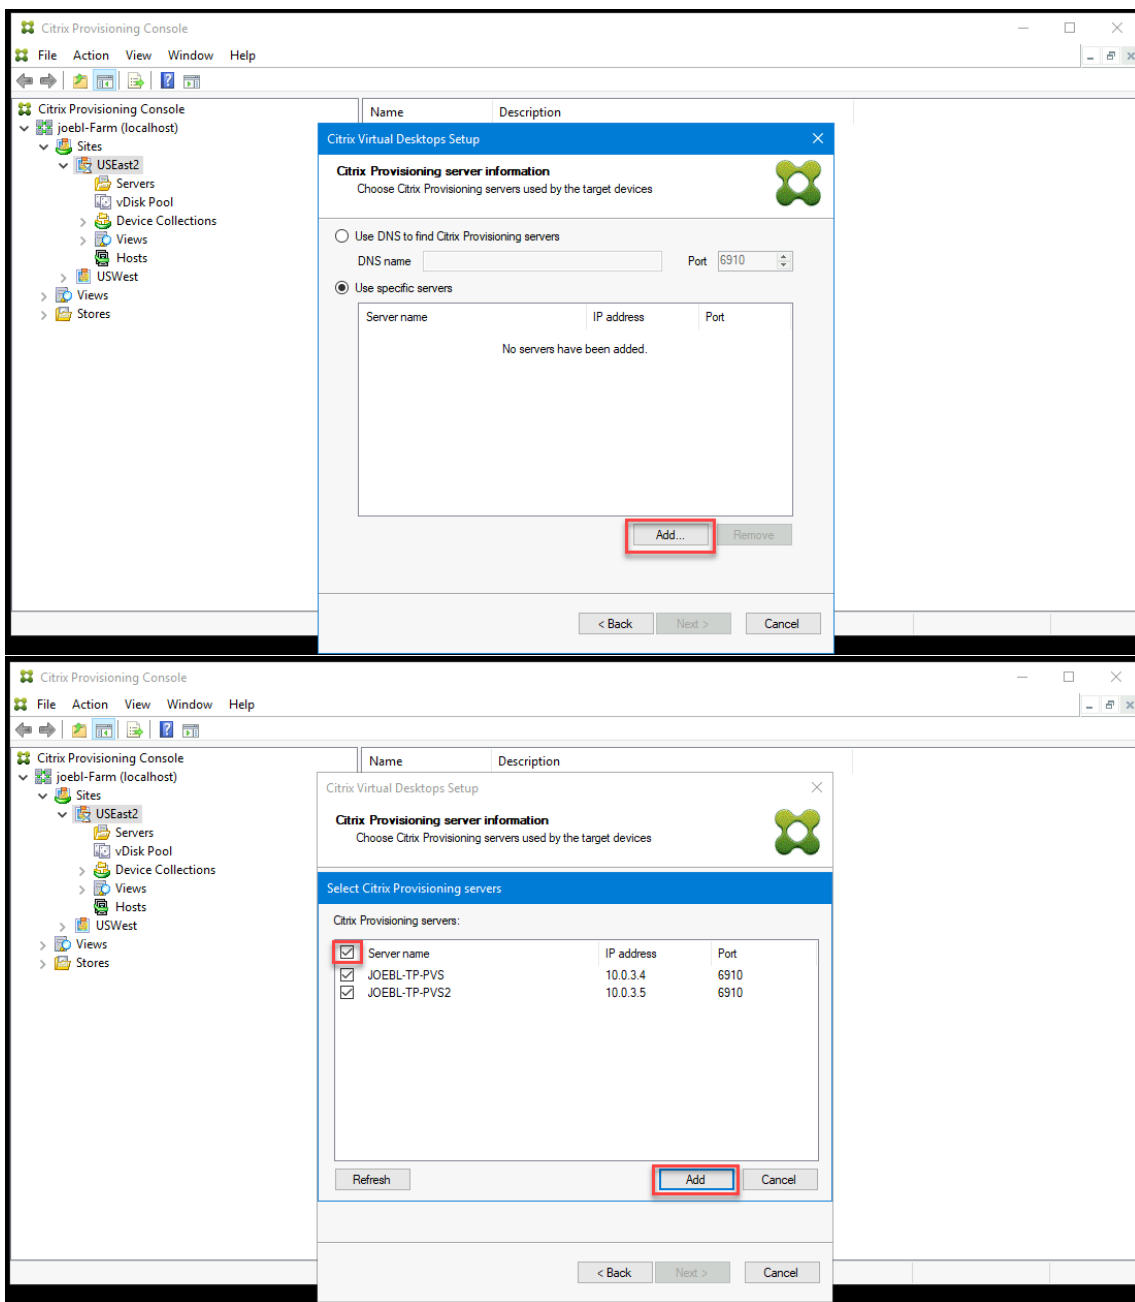 Citrix Provisioning Console
File Action View Window Help
Citrix Provisioning Console
joebl-Farm (localhost)
Sites
USEast2
Servers
vDisk Pool
Device Collections
Views
Hosts
USWest
Views
Stores
Name Description
Citrix Virtual Desktops Setup
Citrix Provisioning server information
Choose Citrix Provisioning servers used by the target devices
Use DNS to find Citrix Provisioning servers
DNS name Port 6910
Use specific servers
Server name IP address Port
No servers have been added.
Add... Remove
< Back Next > Cancel
Citrix Provisioning Console
File Action View Window Help
Citrix Provisioning Console
joebl-Farm (localhost)
Sites
USEast2
Servers
vDisk Pool
Device Collections
Views
Hosts
USWest
Views
Stores
Name Description
Citrix Virtual Desktops Setup
Citrix Provisioning server information
Choose Citrix Provisioning servers used by the target devices
Select Citrix Provisioning servers
Citrix Provisioning servers:
Server name IP address Port
JOEBL-TP-PVS 10.0.3.4 6910
JOEBL-TP-PVS2 10.0.3.5 6910
Refresh Add Cancel
< Back Next > Cancel